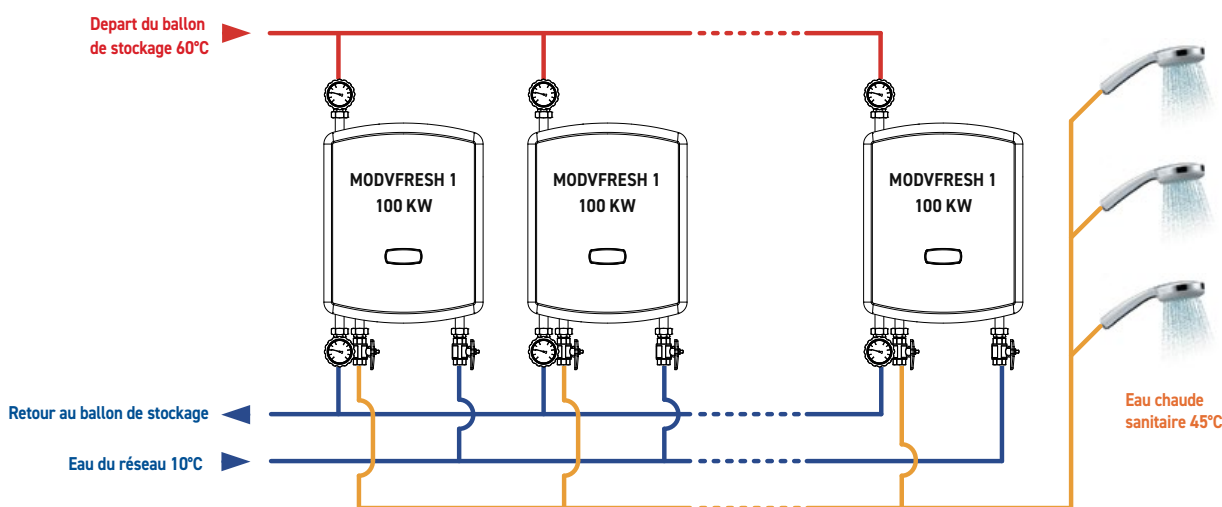 Depart du ballon
de stockage 60°C
MODVFRESH 1
100 KW
MODVFRESH 1
100 KW
MODVFRESH 1
100 KW
Retour au ballon de stockage
Eau du réseau 10°C
Eau chaude
sanitaire 45°C